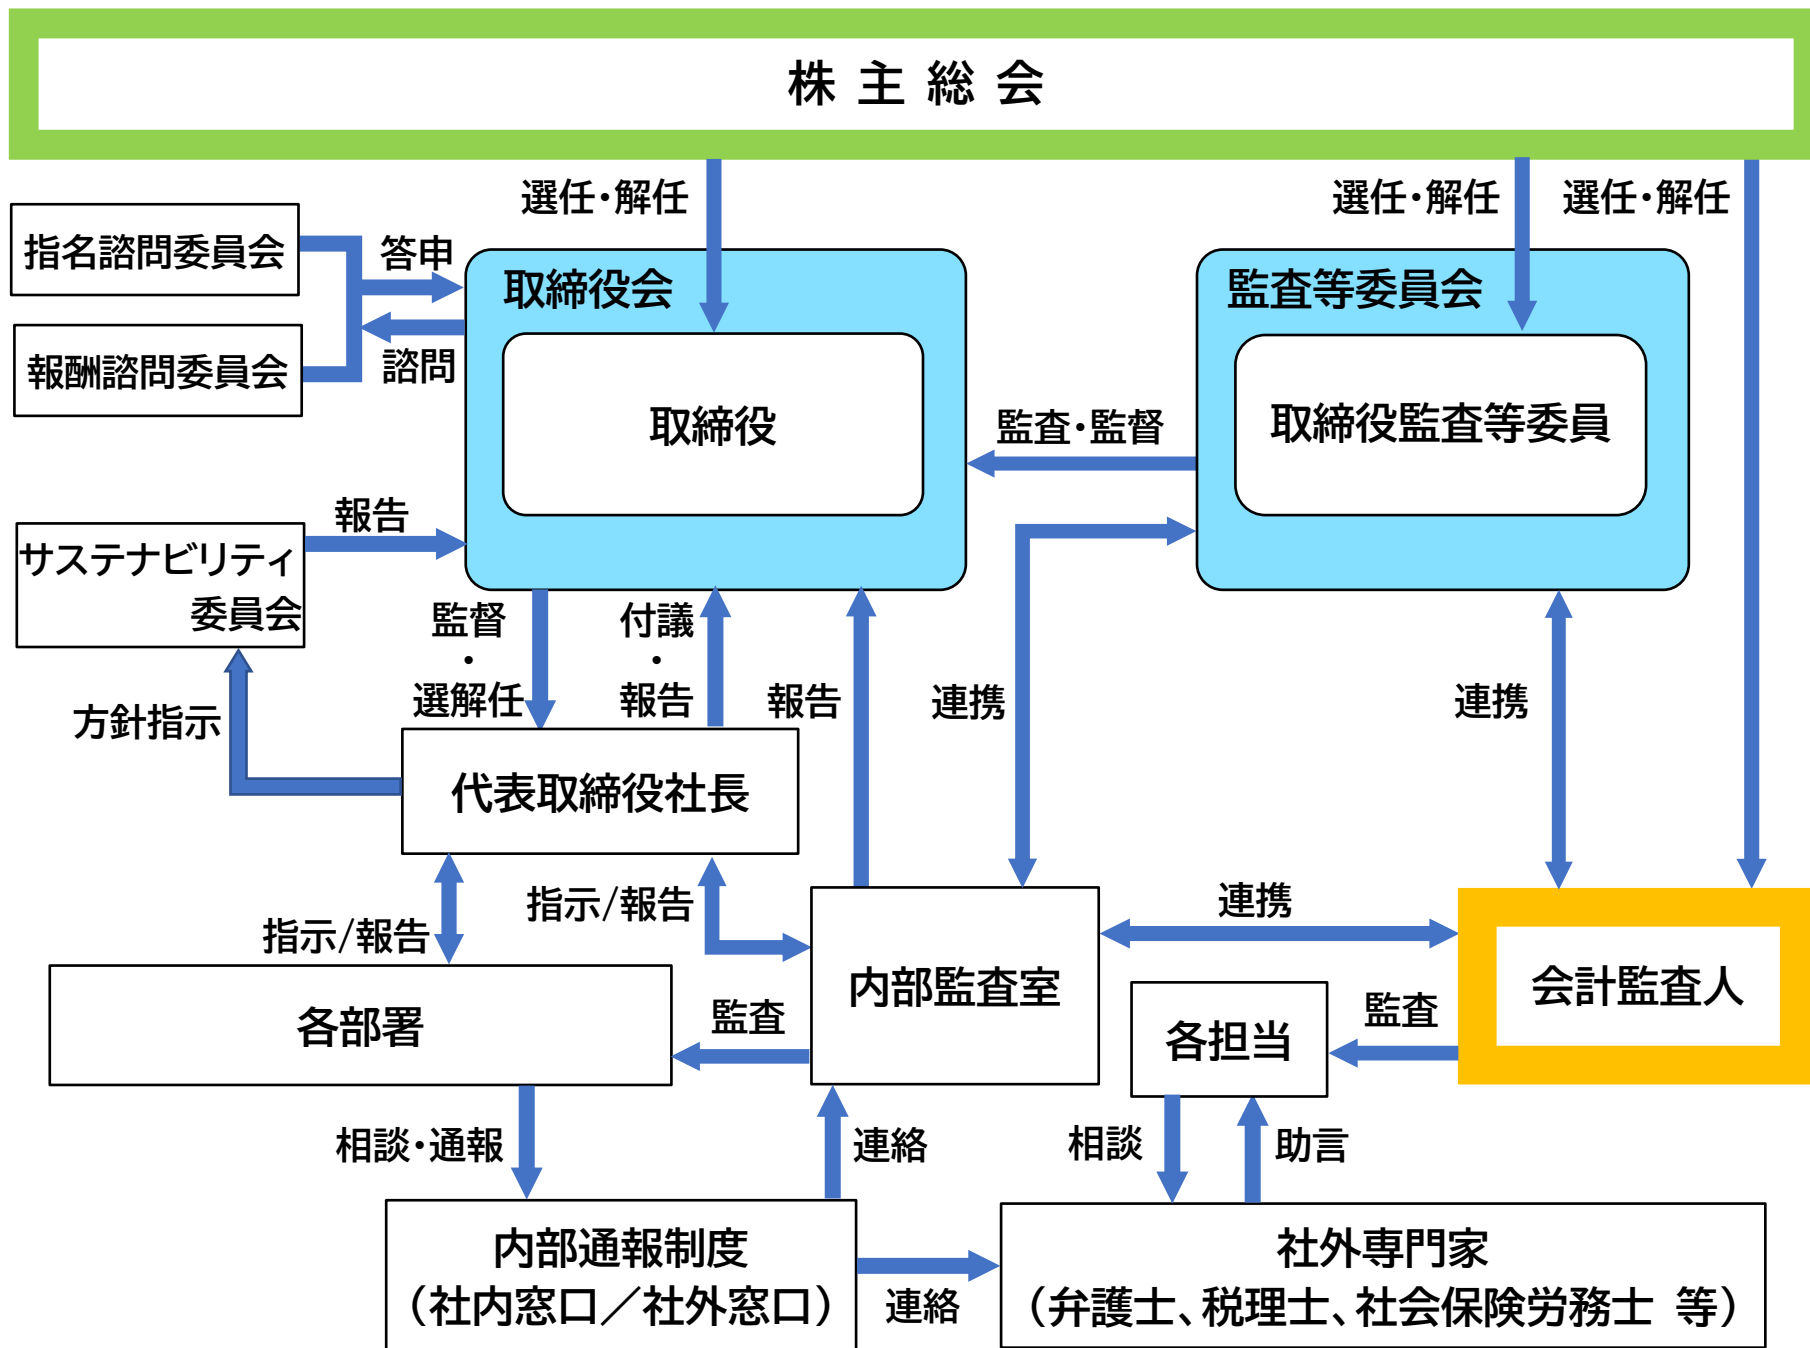 株主総会
選任・解任
選任・解任
選任・解任
指名諮問委員会
答申
取締役会
監査等委員会
報酬諮問委員会
諮問
取締役
監査・監督
取締役監査等委員
報告
サステナビリティ
委員会
監督
・
選解任
付議
・
報告
報告
連携
連携
方針指示
代表取締役社長
指示/報告
指示/報告
連携
内部監査室
会計監査人
各部署
監査
各担当
監査
相談・通報
連絡
相談
助言
内部通報制度
（社内窓口／社外窓口）
連絡
社外専門家
（弁護士、税理士、社会保険労務士 等）